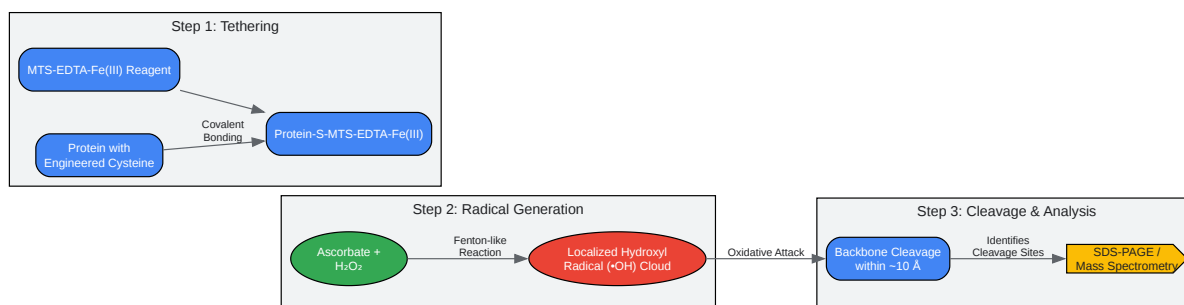 Step 1: Tethering
MTS-EDTA-Fe(III) Reagent
Covalent
Bonding
Protein-S-MTS-EDTA-Fe(III)
Protein with
Engineered Cysteine
Step 2: Radical Generation
Ascorbate +
H₂O₂
Fenton-like
Reaction
Localized Hydroxyl
Radical (•OH) Cloud
Oxidative Attack
Step 3: Cleavage & Analysis
Backbone Cleavage
within ~10 Å
Identifies
Cleavage Sites
SDS-PAGE /
Mass Spectrometry